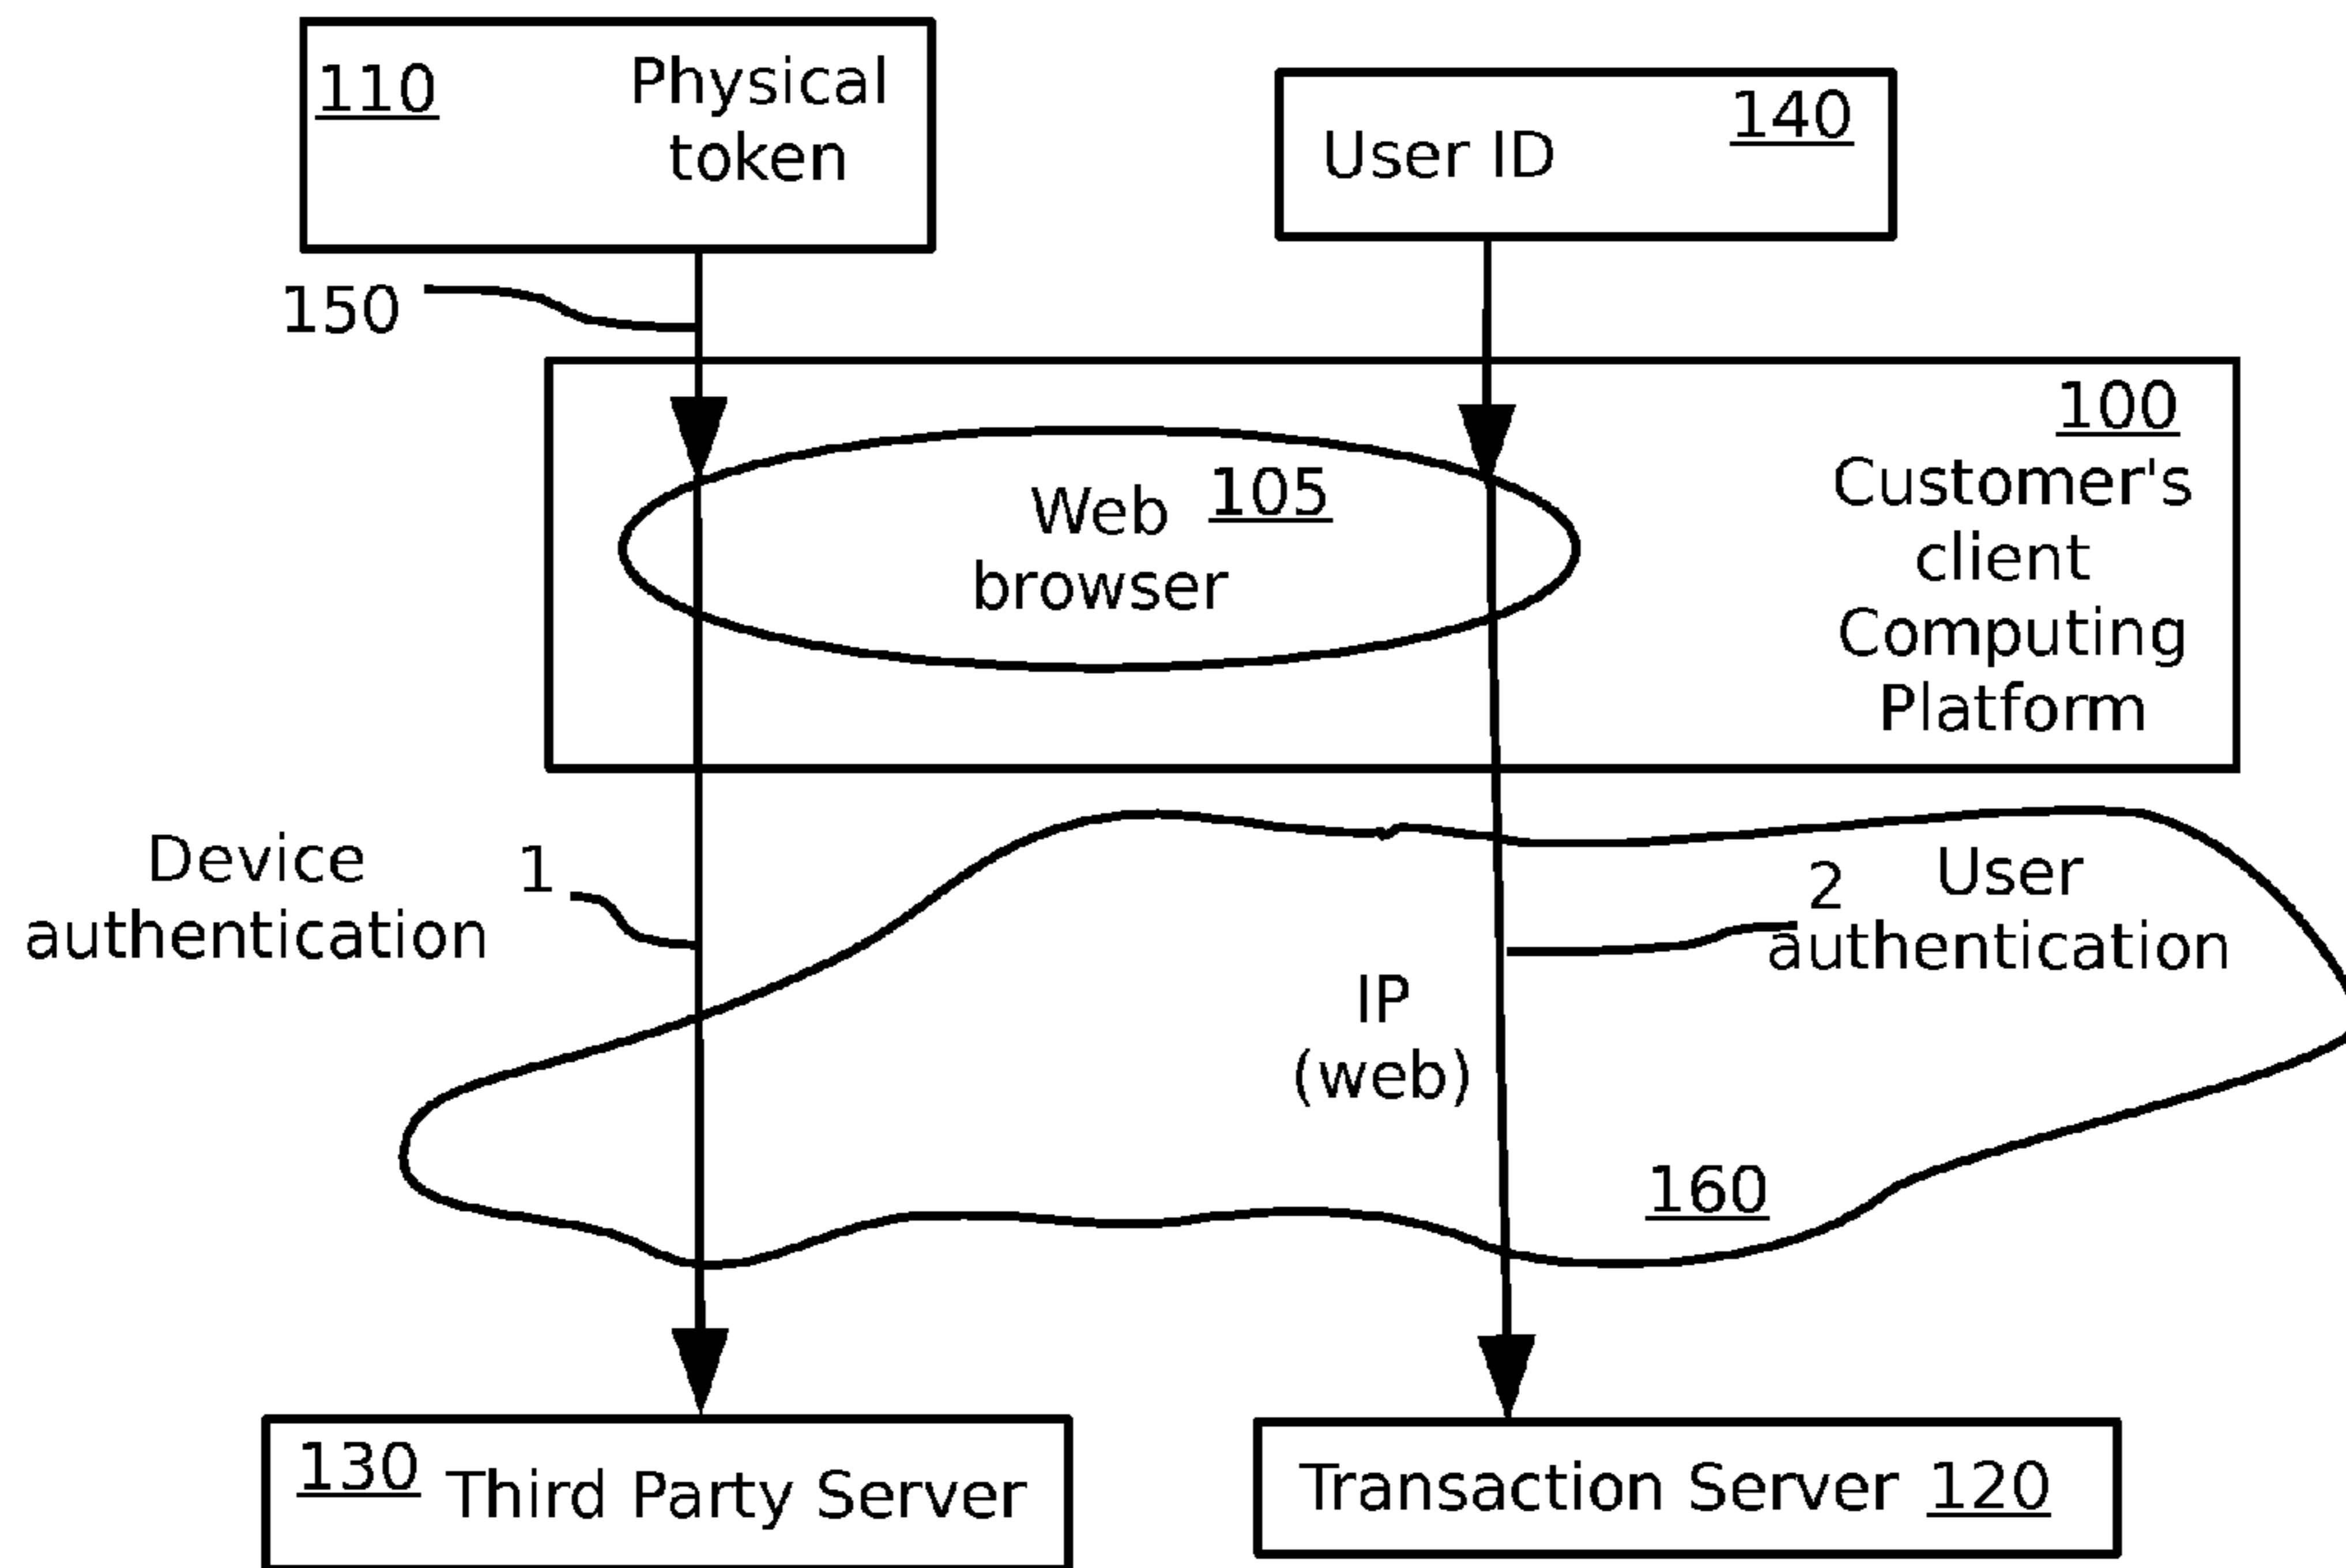 110
Physical
token
140
User ID
150
100
Customer's
client
Computing
Platform
Web 105
browser
Device
authentication
1
2
User
authentication
IP
(web)
160
130 Third Party Server
Transaction Server 120